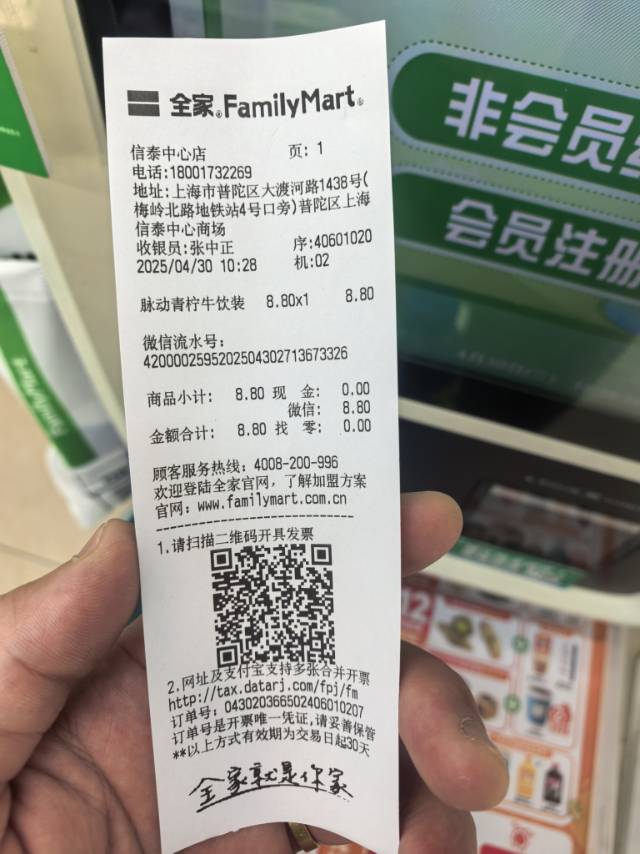 全家 FamilyMart
信泰中心店 页: 1
电话:18001732269
地址:上海市普陀区大渡河路1438号(
梅岭北路地铁站4号口旁)普陀区上海
信泰中心商场
收银员:张中正 序:40601020
2025/04/30 10:28 机:02
脉动青柠牛饮装 8.80x1 8.80
微信流水号:
4200002595202504302713673326
商品小计: 8.80 现 金: 0.00
微信: 8.80
金额合计: 8.80 找 零: 0.00
顾客服务热线: 4008-200-996
欢迎登陆全家官网,了解加盟方案
官网: www.familymart.com.cn
1.请扫描二维码开具发票
2.网址及支付宝支持多张合并开票
http://tax.datarj.com/fpj/fm
订单号: 04302036650240601020​7
订单号是开票唯一凭证,请妥善保管
**以上方式有效期为交易日起30天
全家就是你家
非会员
会员注册
FamilyMart
12